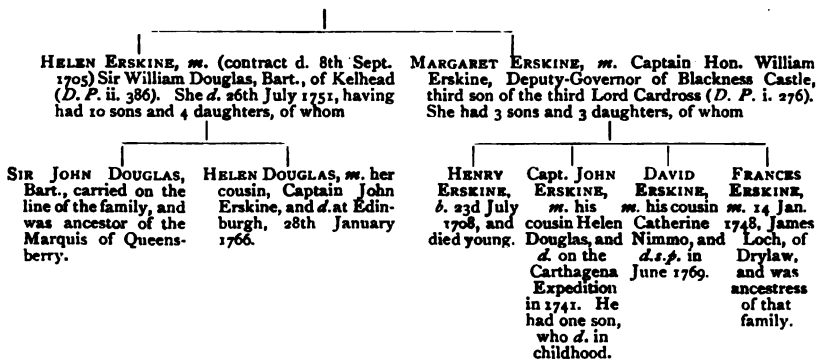 HELEN ERSKINE, m. (contract d. 8th Sept.
1705) Sir William Douglas, Bart., of Kelhead
(D. P. ii. 386). She d. 26th July 1751, having
had 10 sons and 4 daughters, of whom
MARGARET ERSKINE, m. Captain Hon. William
Erskine, Deputy-Governor of Blackness Castle,
third son of the third Lord Cardross (D. P. i. 276).
She had 3 sons and 3 daughters, of whom
SIR JOHN DOUGLAS,
Bart., carried on the
line of the family, and
was ancestor of the
Marquis of Queens-
berry.
HELEN DOUGLAS, m. her
cousin, Captain John
Erskine, and d. at Edin-
burgh, 28th January
1766.
HENRY
ERSKINE,
b. 23d July
1708, and
died young.
Capt. JOHN
ERSKINE,
m. his
cousin Helen
Douglas, and
d. on the
Carthagena
Expedition
in 1741. He
had one son,
who d. in
childhood.
DAVID
ERSKINE,
m. his cousin
Catherine
Nimmo, and
d.s.p. in
June 1769.
FRANCES
ERSKINE,
m. 14 Jan.
1748, James
Loch, of
Drylaw,
and was
ancestress
of that
family.